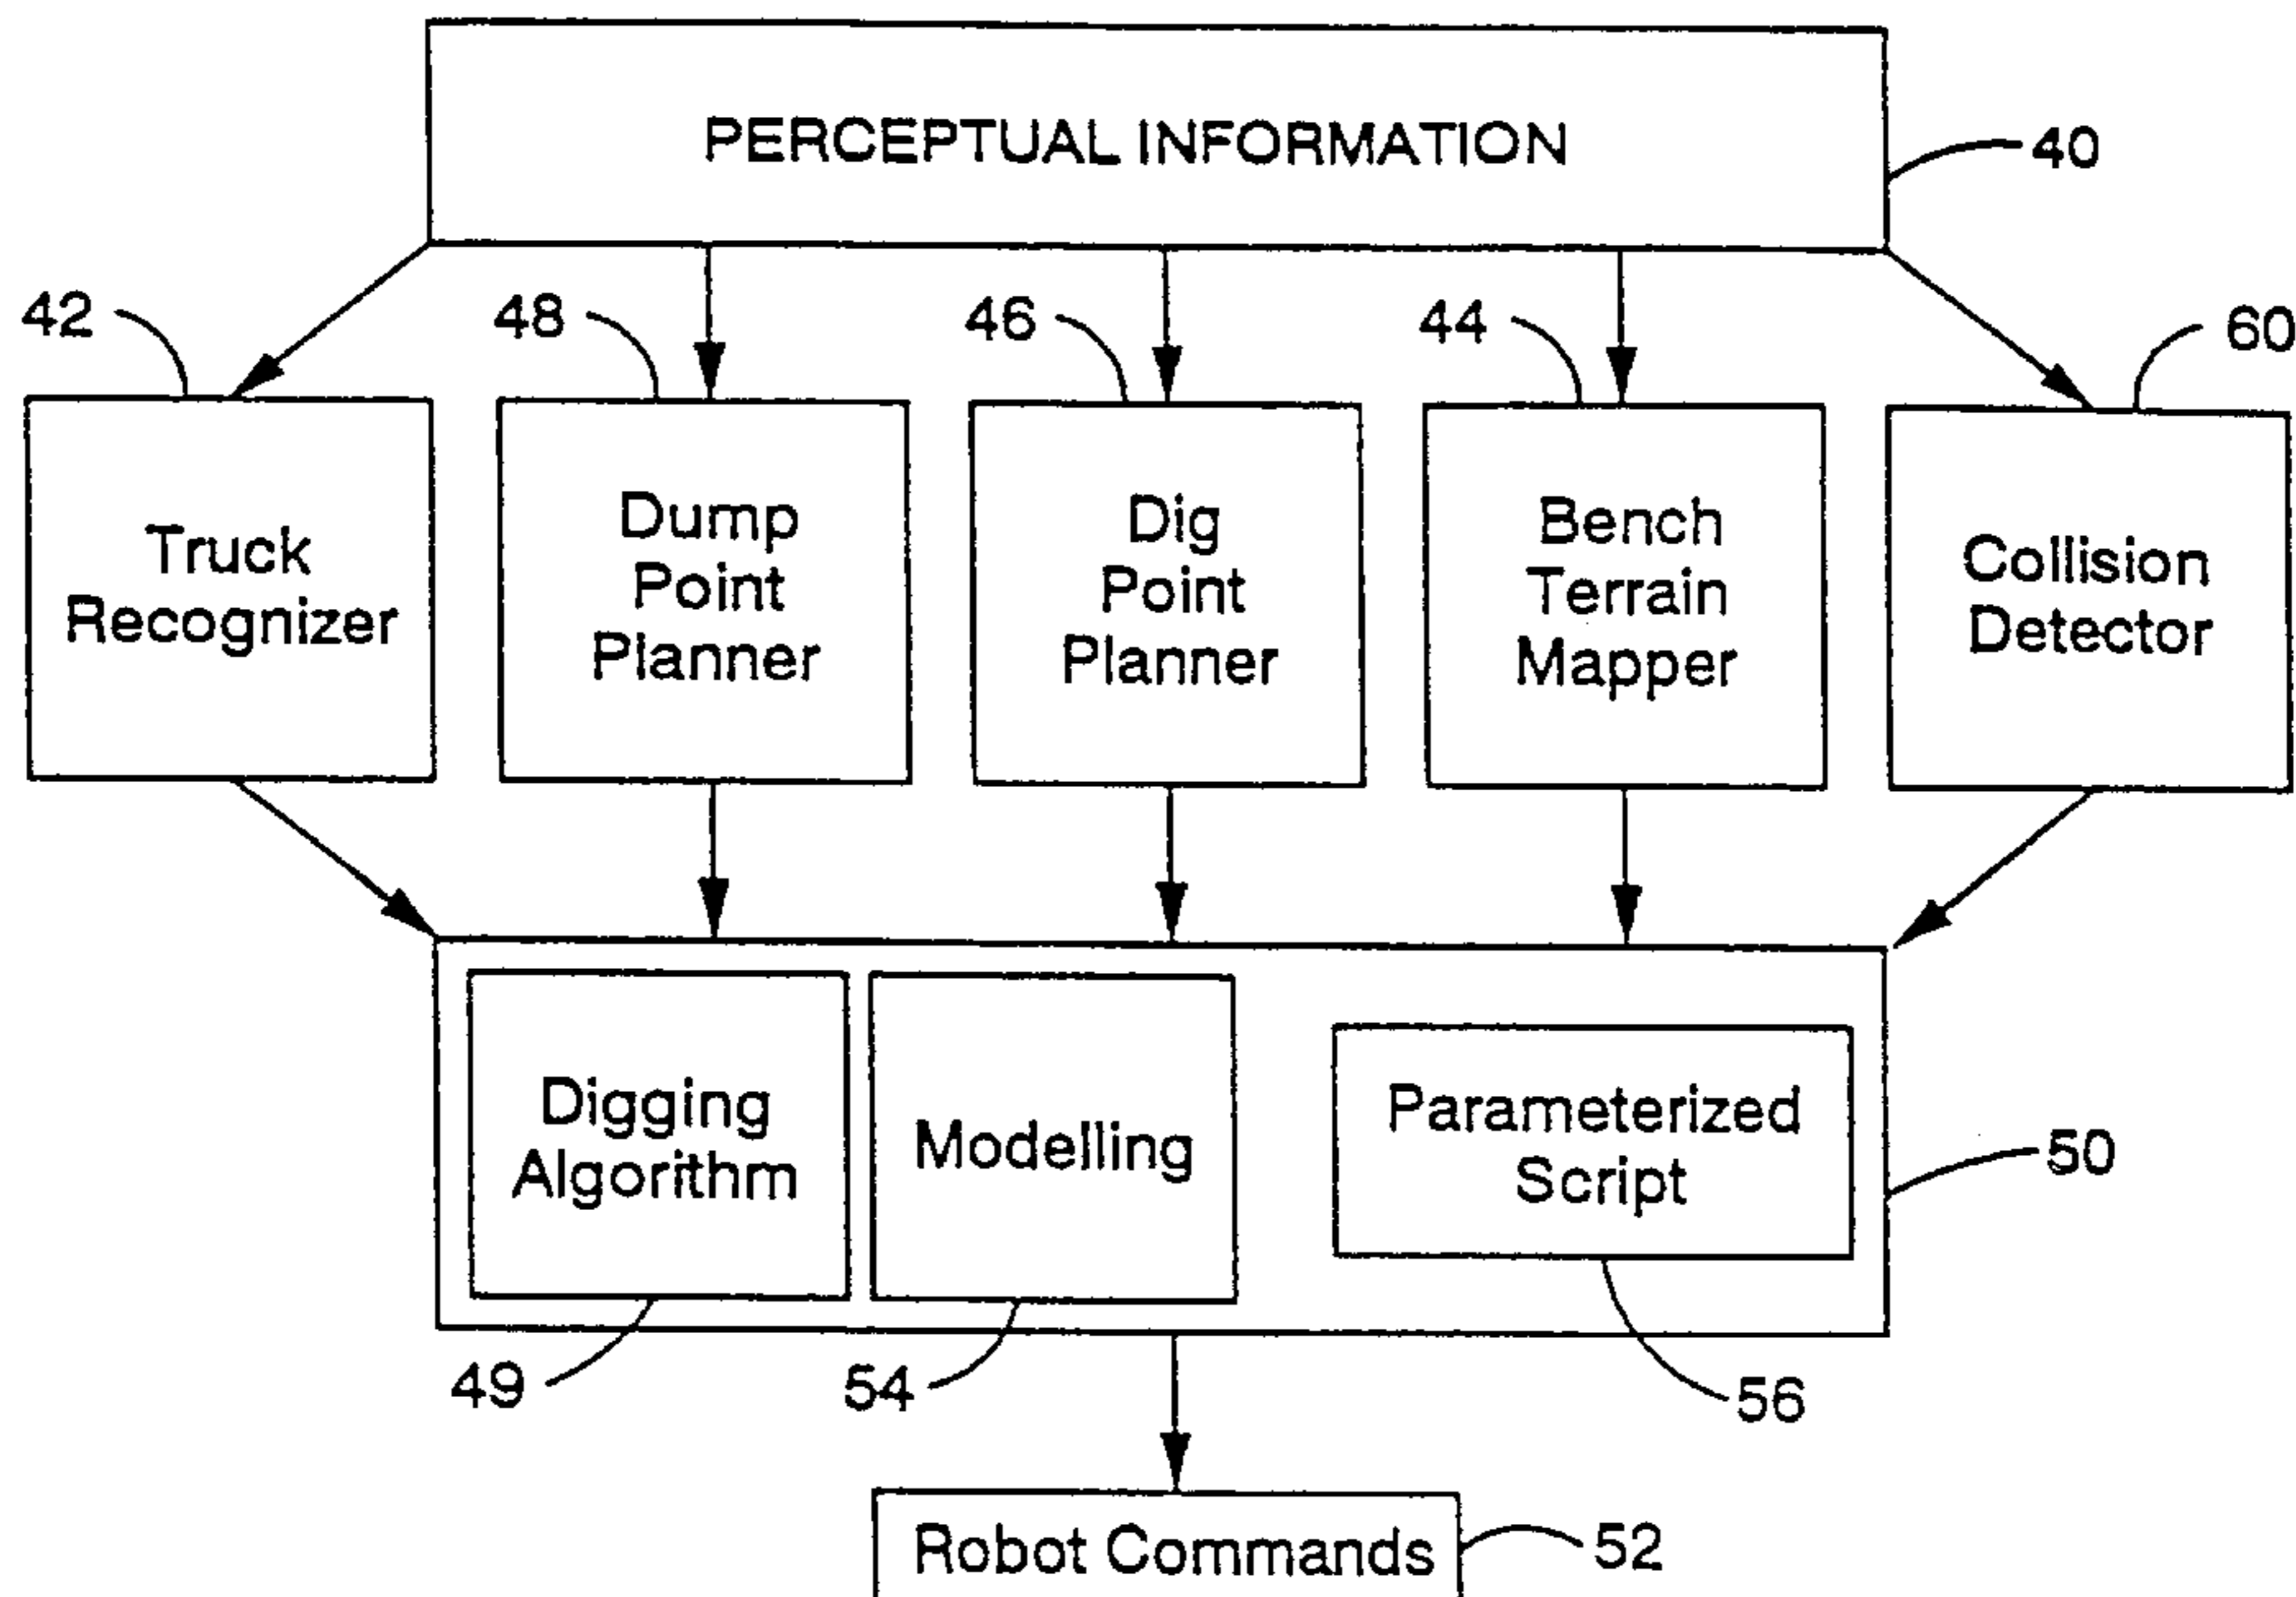 PERCEPTUAL INFORMATION
40
42
48
46
44
60
Truck
Recognizer
Dump
Point
Planner
Dig
Point
Planner
Bench
Terrain
Mapper
Collision
Detector
Digging
Algorithm
Modelling
Parameterized
Script
50
49
54
56
Robot Commands
52